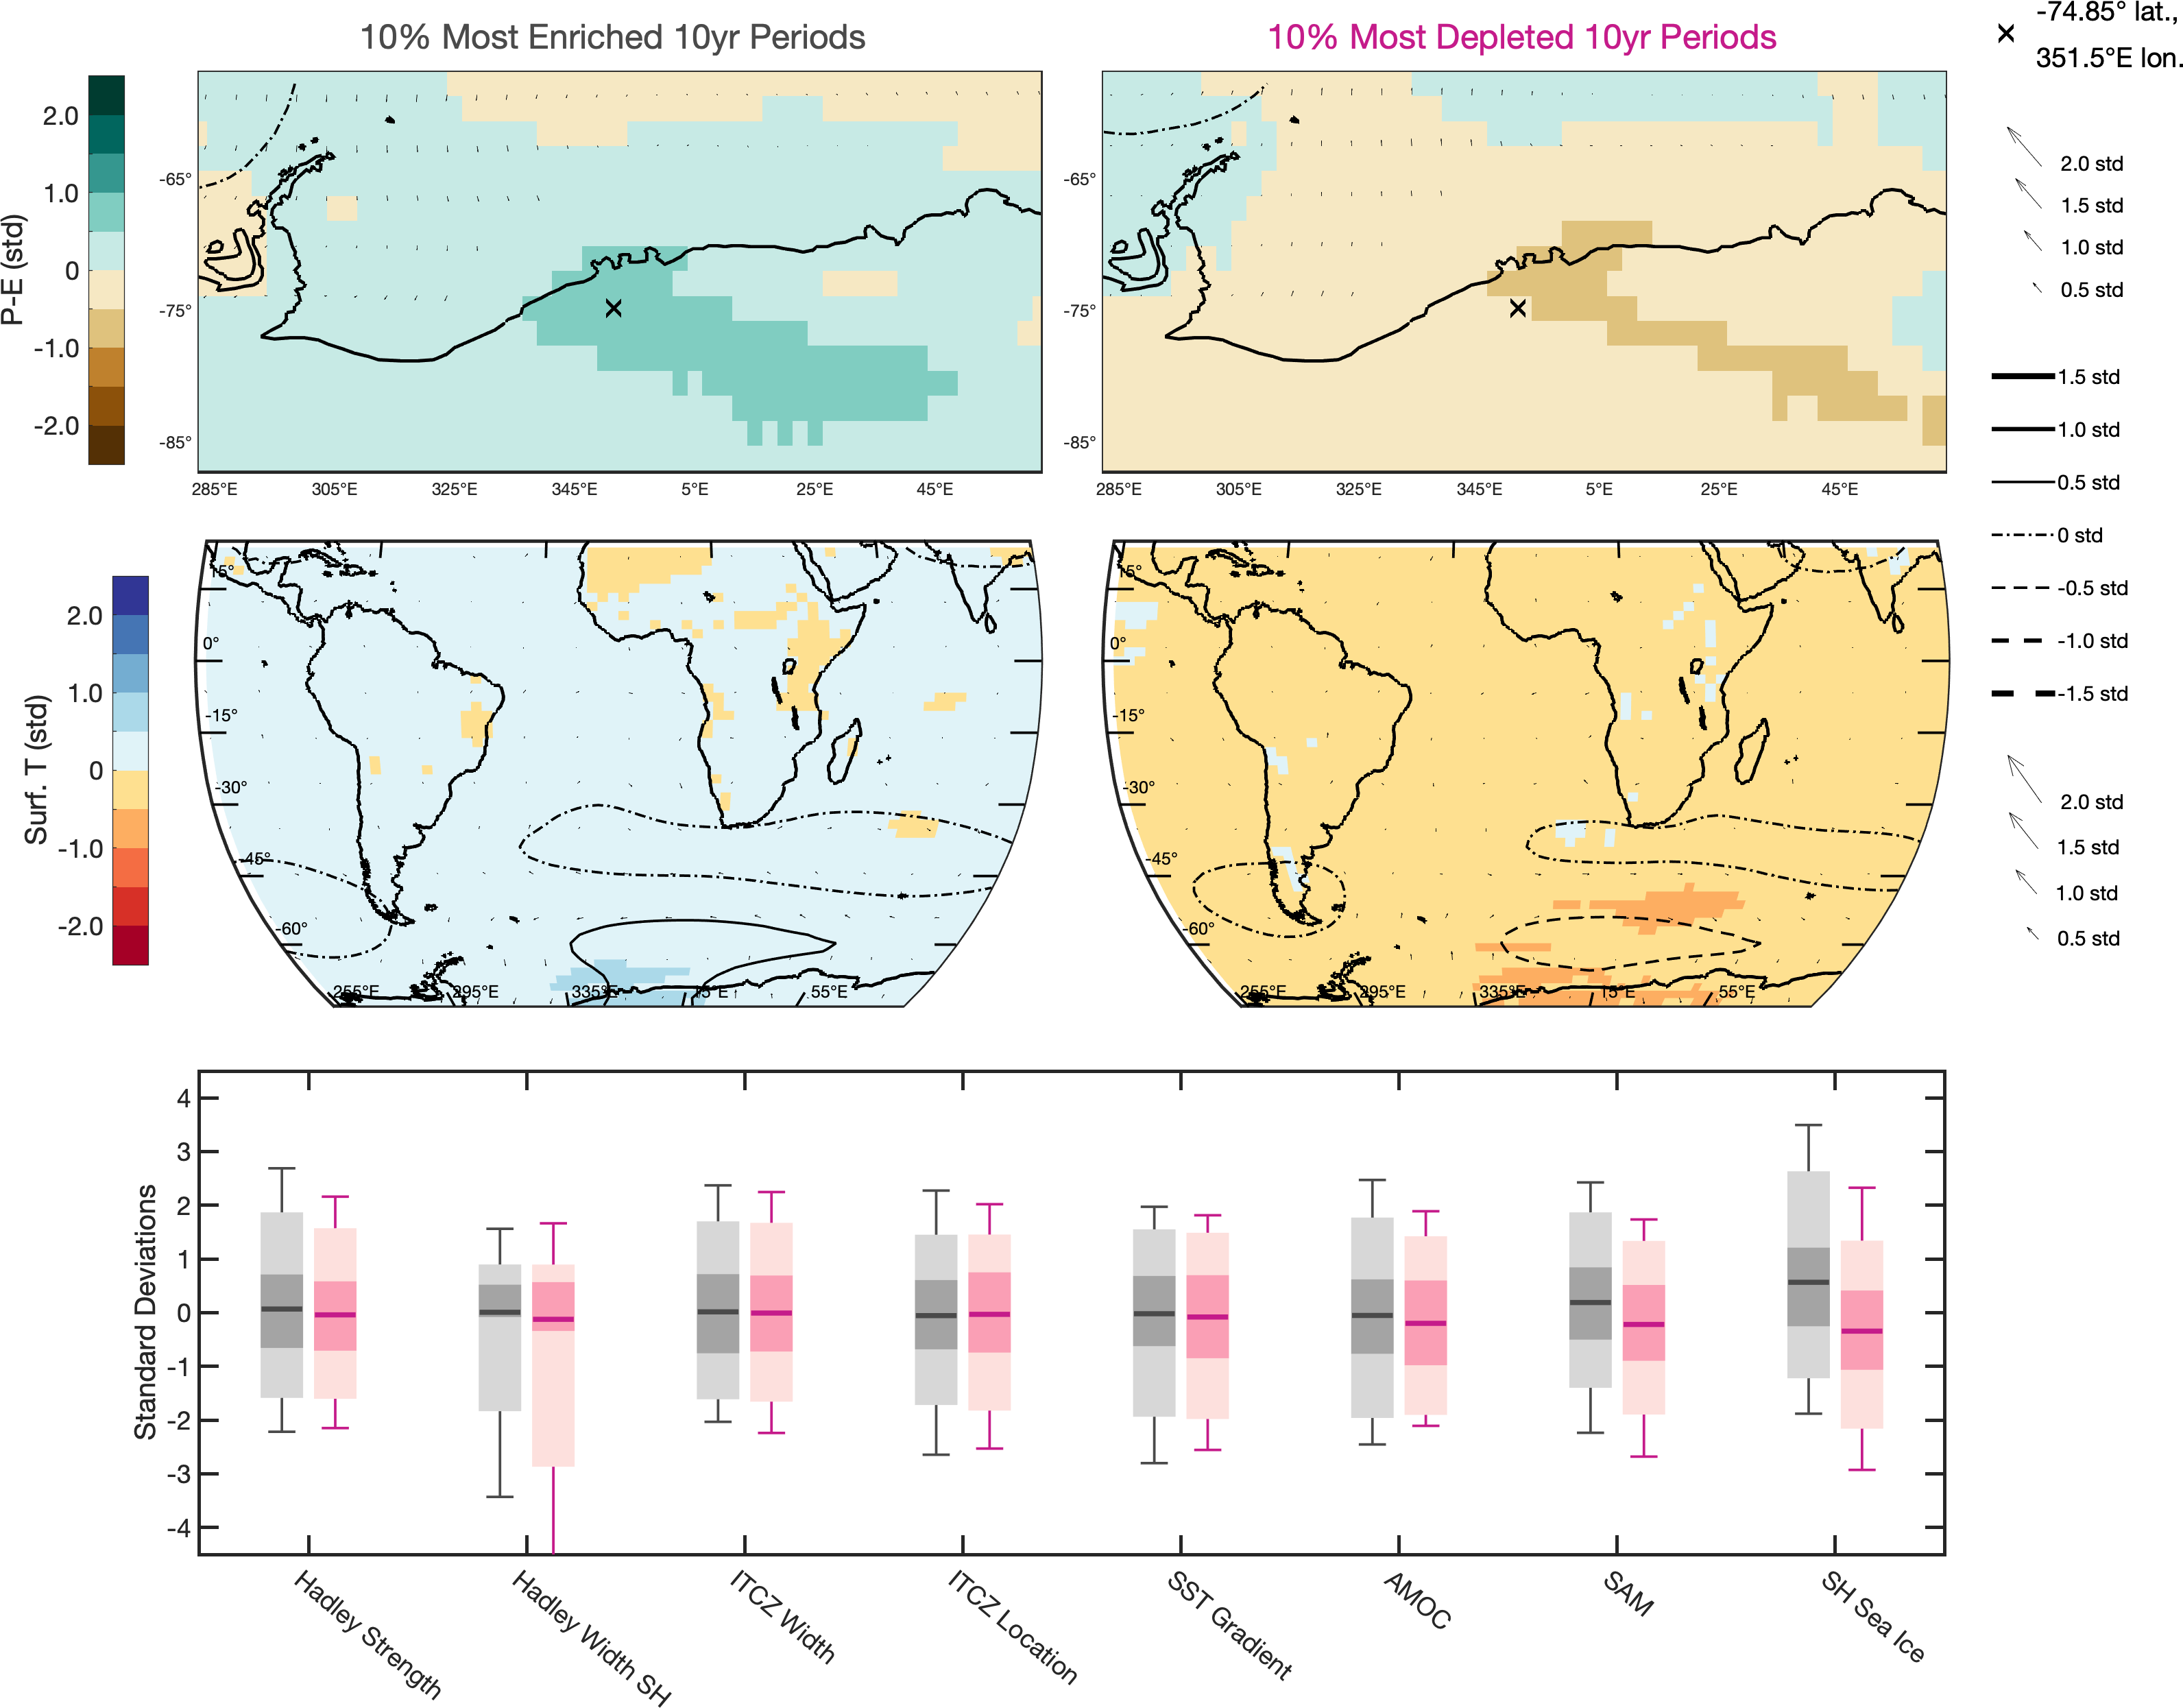 10% Most Enriched 10yr Periods
10% Most Depleted 10yr Periods
-74.85° lat.,
351.5°E lon.
P-E (std)
2.0
1.0
0
-1.0
-2.0
-65°
-75°
-85°
285°E 305°E 325°E 345°E 5°E 25°E 45°E
-65°
-75°
-85°
285°E 305°E 325°E 345°E 5°E 25°E 45°E
2.0 std
1.5 std
1.0 std
0.5 std
1.5 std
1.0 std
0.5 std
0 std
-0.5 std
-1.0 std
-1.5 std
2.0 std
1.5 std
1.0 std
0.5 std
Surf. T (std)
2.0
1.0
0
-1.0
-2.0
15°
0°
-15°
-30°
-45°
-60°
255°E 295°E 335°E 15°E 55°E
15°
0°
-15°
-30°
-45°
-60°
255°E 295°E 335°E 15°E 55°E
Standard Deviations
4
3
2
1
0
-1
-2
-3
-4
Hadley Strength
Hadley Width SH
ITCZ Width
ITCZ Location
SST Gradient
AMOC
SAM
SH Sea Ice